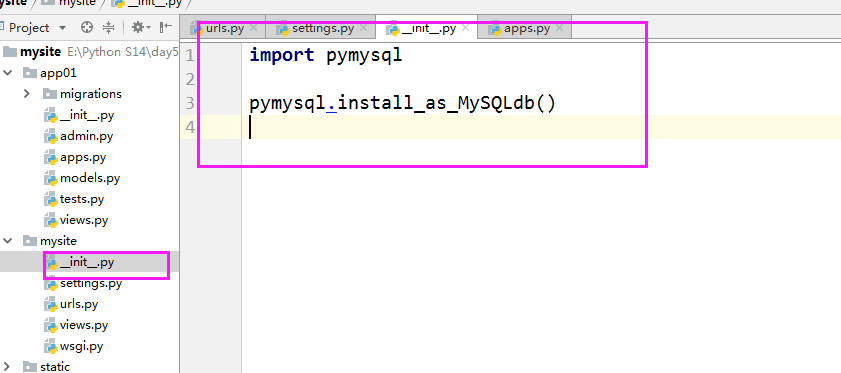 mysite mysite __init__.py
Project
urls.py settings.py __init__.py apps.py
mysite E:\Python S14\day5
app01
migrations
__init__.py
admin.py
apps.py
models.py
tests.py
views.py
mysite
__init__.py
settings.py
urls.py
views.py
wsgi.py
static
1 import pymysql
2
3 pymysql.install_as_MySQLdb()
4